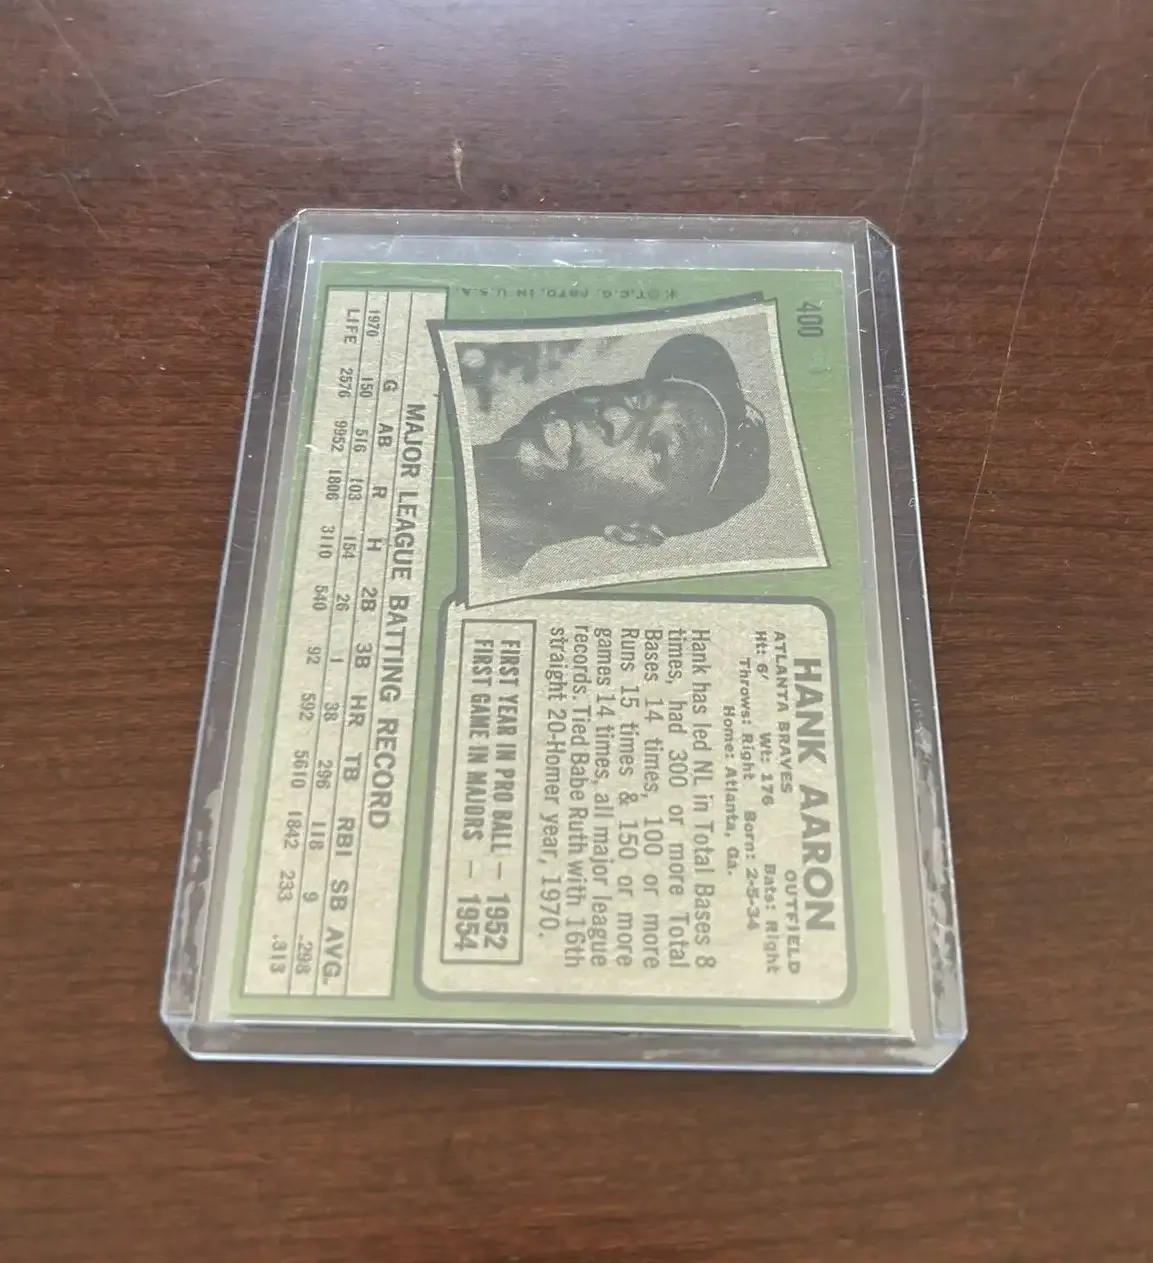 400
*©T.C.G. PRTD. IN U.S.A.
HANK AARON
ATLANTA BRAVES OUTFIELD
Ht: 6' Wt: 176 Bats: Right
Throws: Right Born: 2-5-34
Home: Atlanta, Ga.
Hank has led NL in Total Bases 8
times, had 300 or more Total
Bases 14 times, 100 or more
Runs 15 times & 150 or more
games 14 times, all major league
records. Tied Babe Ruth with 16th
straight 20-Homer year, 1970.
FIRST YEAR IN PRO BALL — 1952
FIRST GAME IN MAJORS — 1954
MAJOR LEAGUE BATTING RECORD
G AB R H 2B 3B HR TB RBI SB AVG.
1970 150 516 103 154 26 1 38 296 118 9 .298
LIFE 2576 9952 1806 3110 540 92 592 5610 1842 233 .313